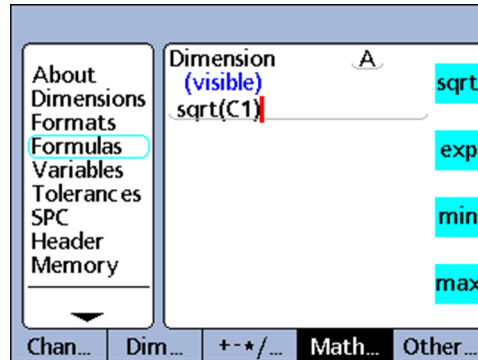 About
Dimensions
Formats
Formulas
Variables
Tolerances
SPC
Header
Memory
Dimension A
(visible)
sqrt(C1)
sqrt
exp
min
max
Chan... Dim... +-*/... Math... Other...